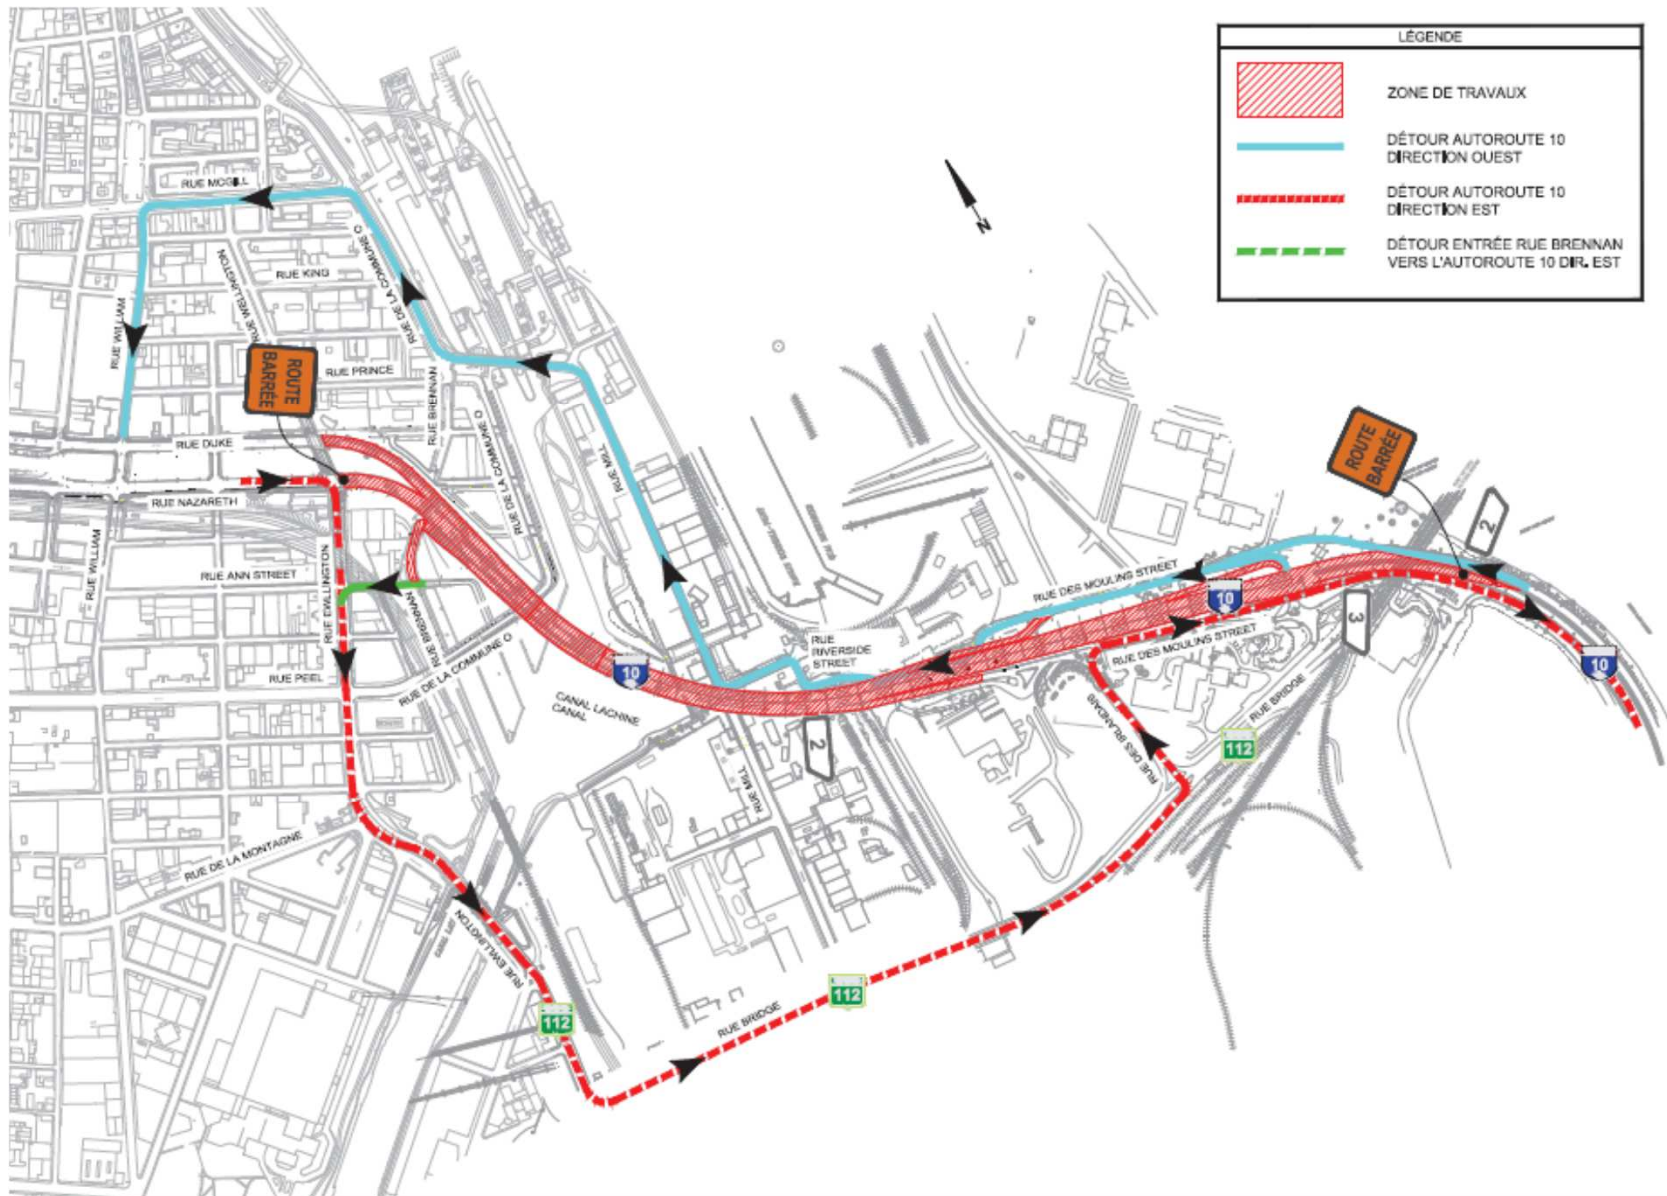 LÉGENDE
ZONE DE TRAVAUX
DÉTOUR AUTOROUTE 10
DIRECTION OUEST
DÉTOUR AUTOROUTE 10
DIRECTION EST
DÉTOUR ENTRÉE RUE BRENNAN
VERS L'AUTOROUTE 10 DIR. EST
N
RUE MCGILL
RUE WELLINGTON
RUE KING
RUE DE LA COMMUNE O
RUE WILLIAM
ROUTE
BARRÉE
RUE PRINCE
RUE BRENNAN
RUE DUKE
RUE DE LA COMMUNE O
RUE MILL
RUE NAZARETH
RUE WILLIAM
RUE ANN STREET
RUE EWLLINGTON
RUE BRENNAN
RUE PEEL
RUE DE LA COMMUNE O
10
CANAL LACHINE
CANAL
RUE
RIVERSIDE
STREET
RUE DES MOULINS STREET
10
RUE DES MOULINS STREET
ROUTE
BARRÉE
2
3
10
2
RUE BRIDGE
112
RUE DES IRLANDAIS
RUE MILL
RUE DE LA MONTAGNE
RUE EWLLINGTON
112
RUE BRIDGE
112